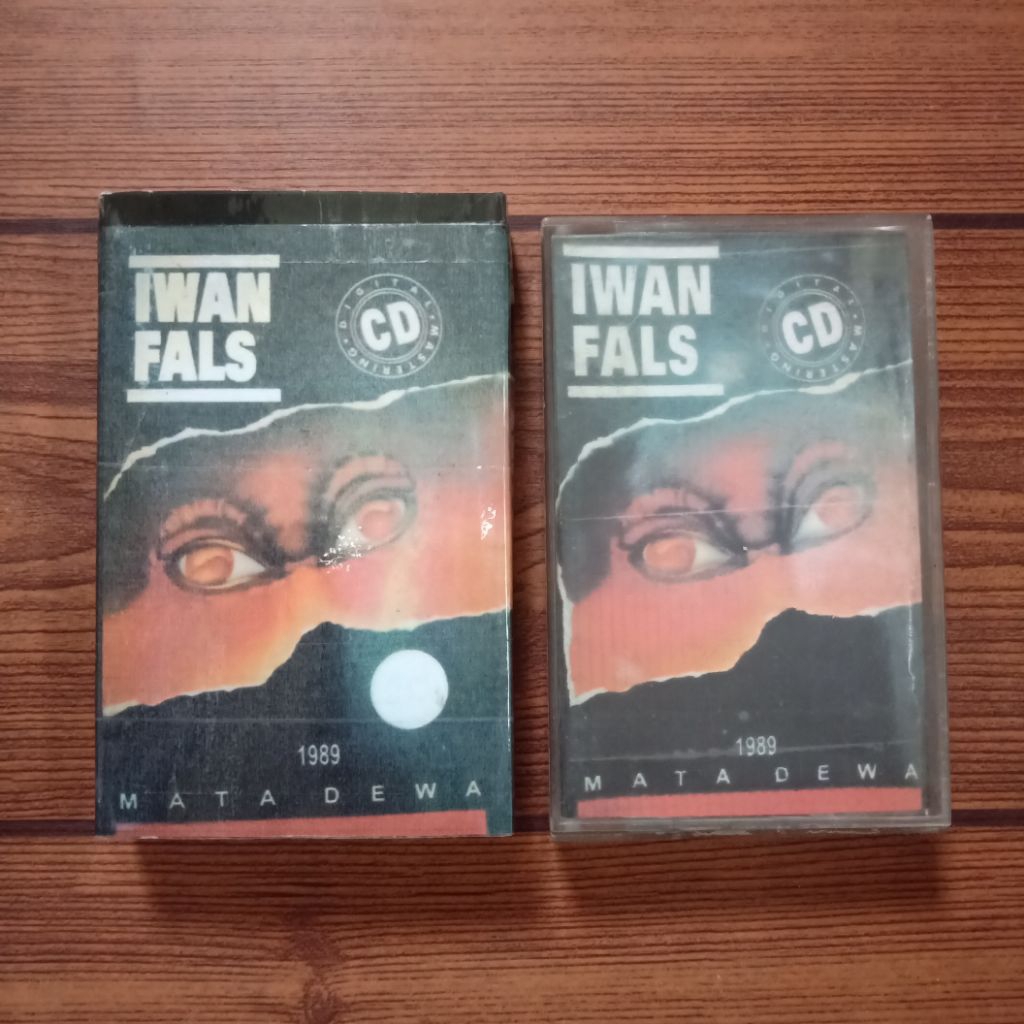 IWAN
FALS
DIGITAL • MASTERING •
CD
1989
MATA DEWA
IWAN
FALS
DIGITAL • MASTERING •
CD
1989
MATA DEWA